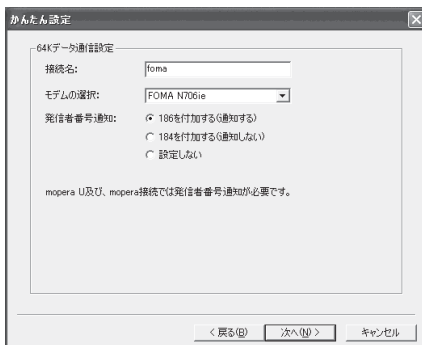 かんたん設定
64Kデータ通信設定
接続名: foma
モデムの選択: FOMA N706ie
発信者番号通知: 186を付加する(通知する)
184を付加する(通知しない)
設定しない
mopera U及び、mopera接続では発信者番号通知が必要です。
< 戻る(B) 次へ(N) > キャンセル